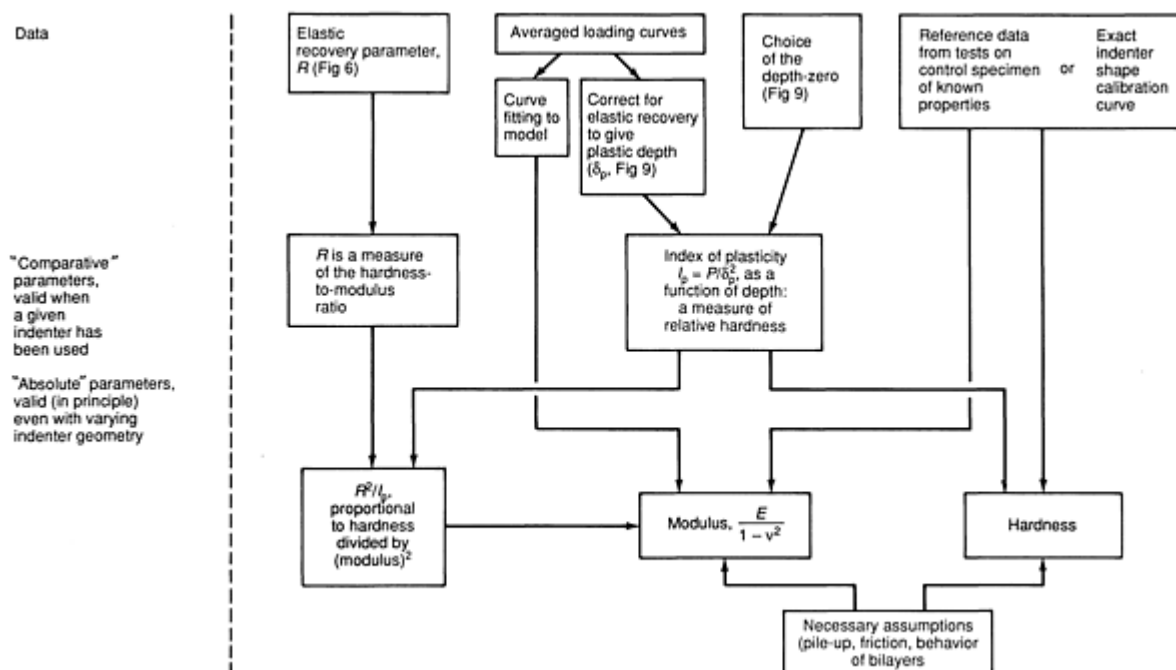 Data
Elastic
recovery parameter,
R (Fig 6)
Averaged loading curves
Curve
fitting to
model
Correct for
elastic recovery
to give
plastic depth
(δp, Fig 9)
Choice
of the
depth-zero
(Fig 9)
Reference data
from tests on
control specimen
of known
properties
or
Exact
indenter
shape
calibration
curve
"Comparative"
parameters,
valid when
a given
indenter has
been used
R is a measure
of the hardness-
to-modulus
ratio
Index of plasticity
Ip = P/δp², as a
function of depth:
a measure of
relative hardness
"Absolute" parameters,
valid (in principle)
even with varying
indenter geometry
R²/Ip,
proportional
to hardness
divided by
(modulus)²
Modulus, E / 1 − ν²
Hardness
Necessary assumptions
(pile-up, friction, behavior
of bilayers